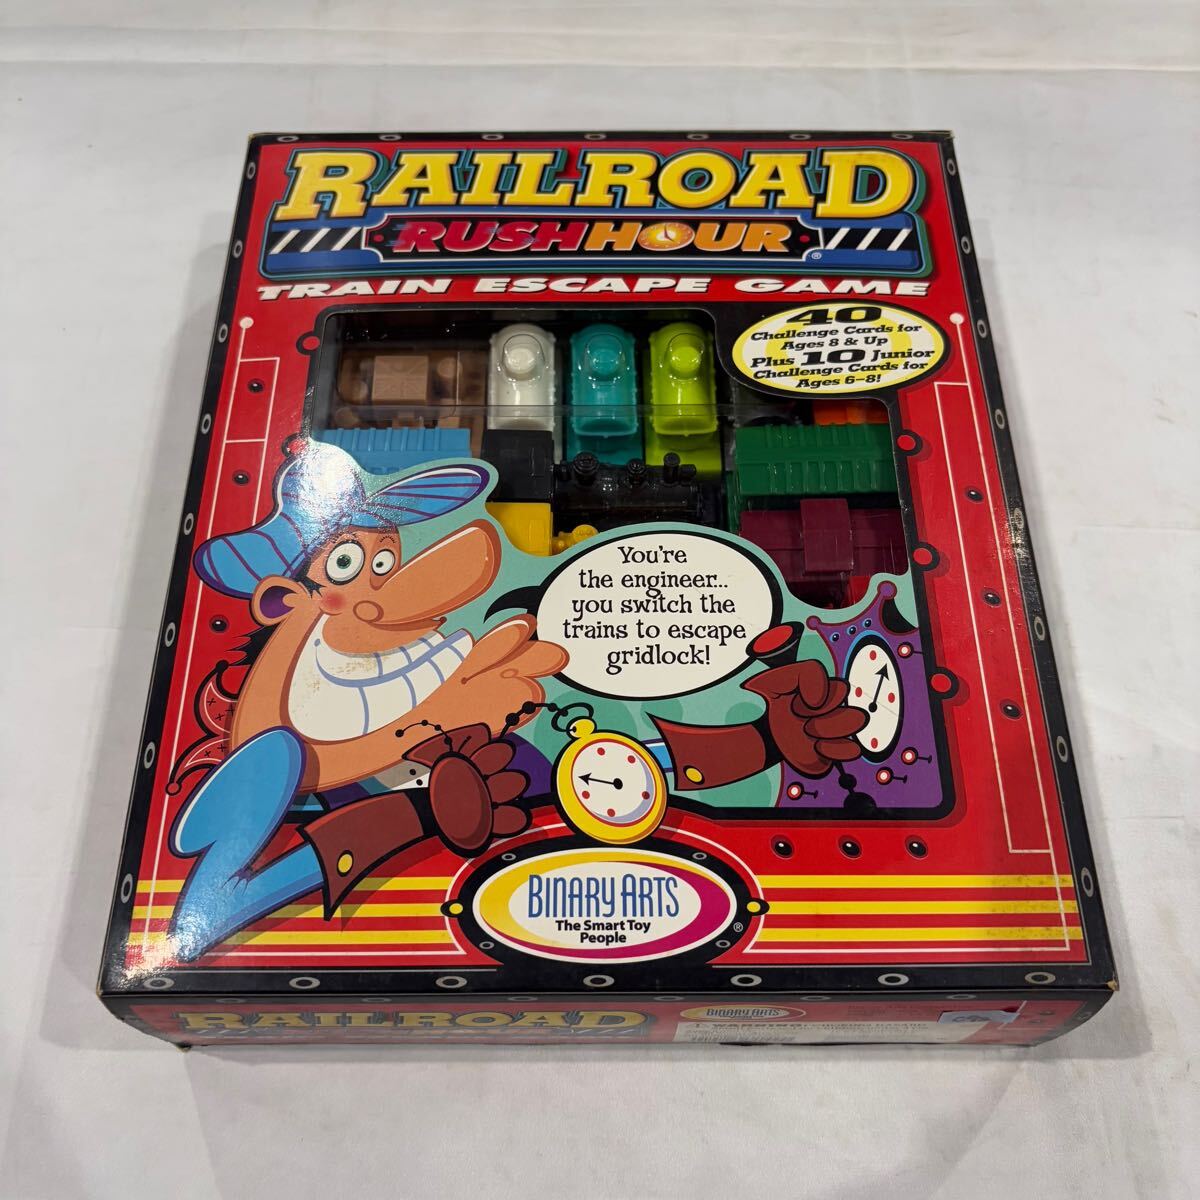 RAILROAD
RUSH HOUR
®
TRAIN ESCAPE GAME
40
Challenge Cards for
Ages 8 & Up
Plus 10 Junior
Challenge Cards for
Ages 6-8!
You're
the engineer...
you switch the
trains to escape
gridlock!
BINARY ARTS
The Smart Toy
People
®
RAILROAD
BINARY ARTS
WARNING: